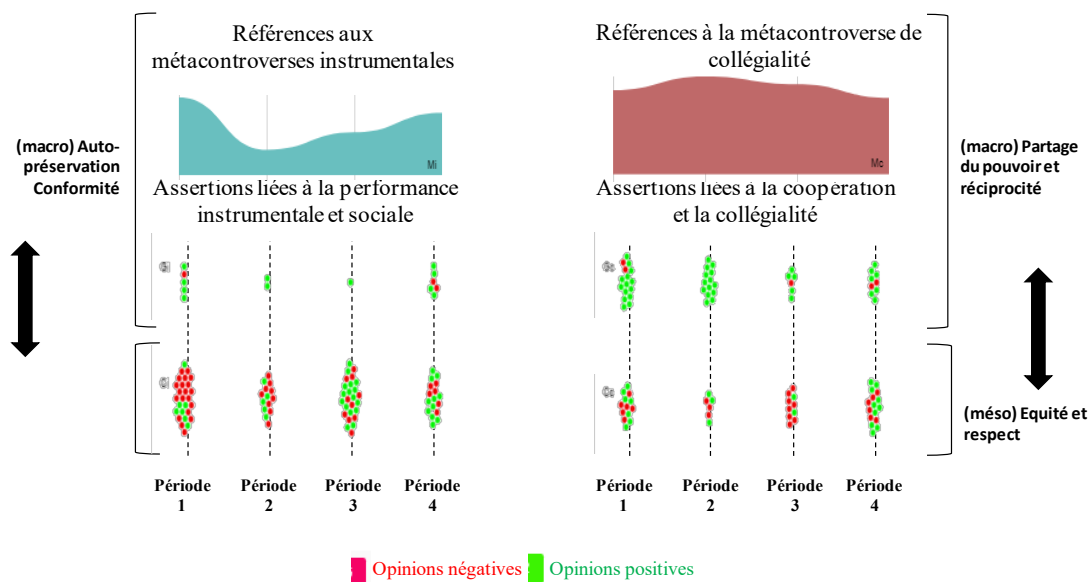 Références aux
métacontroverses instrumentales
Références à la métacontroverse de
collégialité
(macro) Auto-
préservation
Conformité
Mi
Mc
(macro) Partage
du pouvoir et
réciprocité
Assertions liées à la performance
instrumentale et sociale
Assertions liées à la coopération
et la collégialité
(méso) Equité et
respect
Période
1
Période
2
Période
3
Période
4
Période
1
Période
2
Période
3
Période
4
Opinions négatives
Opinions positives